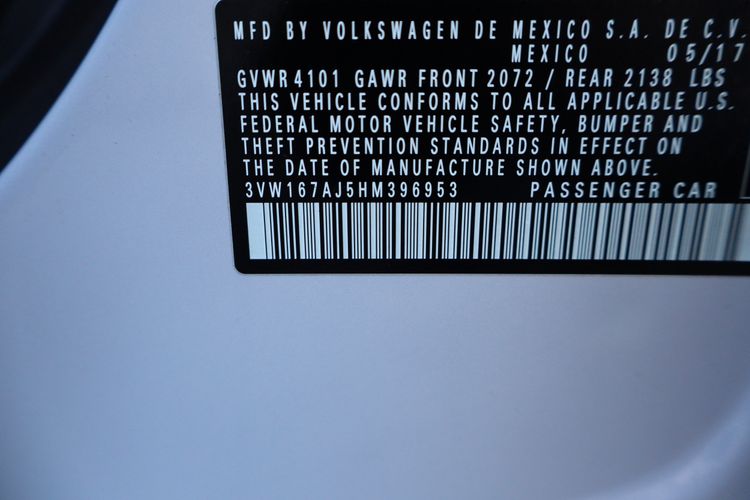 MFD BY VOLKSWAGEN DE MEXICO S.A. DE C.V.
MEXICO 05/17
GVWR 4101 GAWR FRONT 2072 / REAR 2138 LBS
THIS VEHICLE CONFORMS TO ALL APPLICABLE U.S.
FEDERAL MOTOR VEHICLE SAFETY, BUMPER AND
THEFT PREVENTION STANDARDS IN EFFECT ON
THE DATE OF MANUFACTURE SHOWN ABOVE.
3VW167AJ5HM396953 PASSENGER CAR